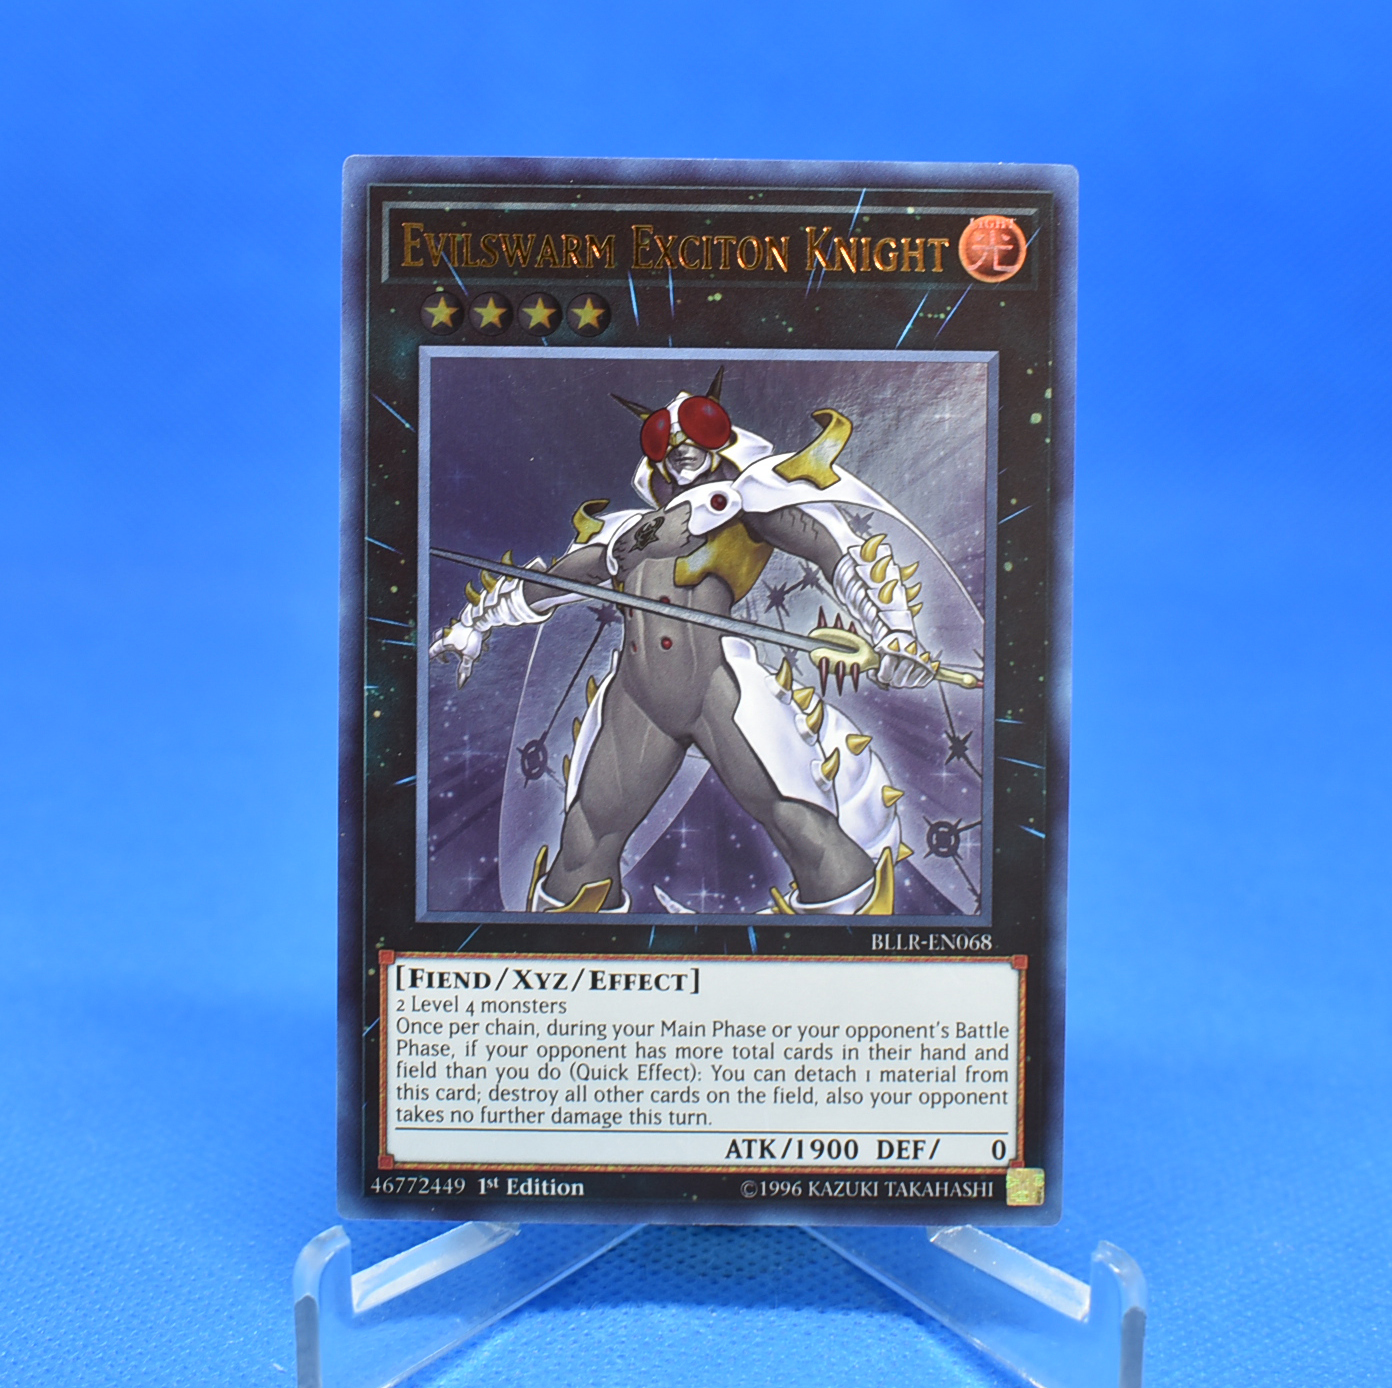 EVILSWARM EXCITON KNIGHT
LIGHT
光
BLLR-EN068
[FIEND/XYZ/EFFECT]
2 Level 4 monsters
Once per chain, during your Main Phase or your opponent's Battle
Phase, if your opponent has more total cards in their hand and
field than you do (Quick Effect): You can detach 1 material from
this card; destroy all other cards on the field, also your opponent
takes no further damage this turn.
ATK/1900 DEF/ 0
46772449 1st Edition ©1996 KAZUKI TAKAHASHI